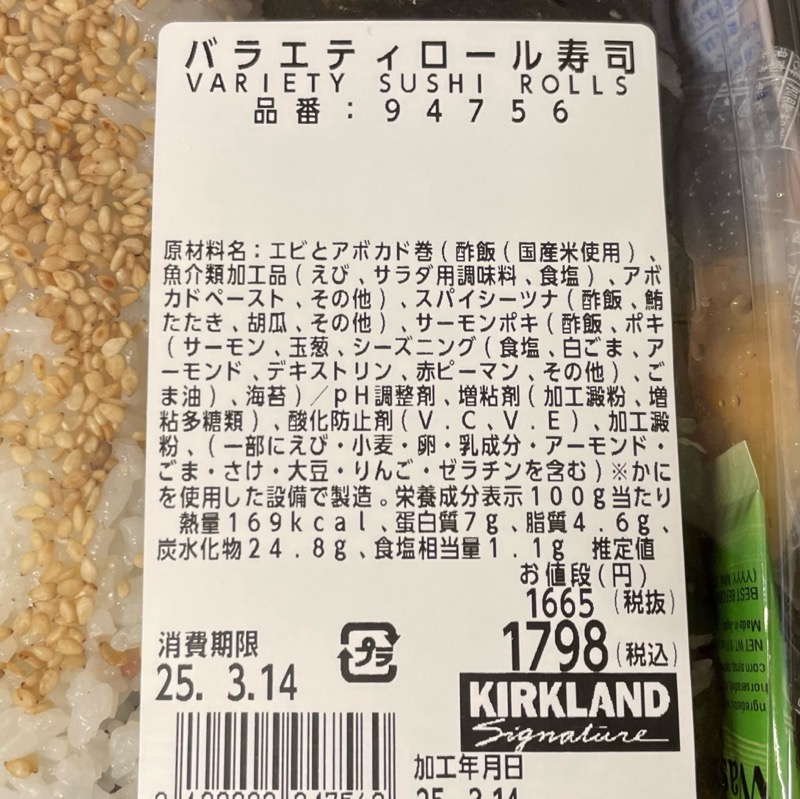 バラエティロール寿司
VARIETY SUSHI ROLLS
品番：94756
原材料名：エビとアボカド巻（酢飯（国産米使用）、
魚介類加工品（えび、サラダ用調味料、食塩）、アボ
カドペースト、その他）、スパイシーツナ（酢飯、鮪
たたき、胡瓜、その他）、サーモンポキ（酢飯、ポキ
（サーモン、玉葱、シーズニング（食塩、白ごま、ア
ーモンド、デキストリン、赤ピーマン、その他）、ご
ま油）、海苔）／pH調整剤、増粘剤（加工澱粉、増
粘多糖類）、酸化防止剤（V.C、V.E）、加工澱
粉、（一部にえび・小麦・卵・乳成分・アーモンド・
ごま・さけ・大豆・りんご・ゼラチンを含む）※かに
を使用した設備で製造。栄養成分表示100g当たり
熱量169kcal、蛋白質7g、脂質4.6g、
炭水化物24.8g、食塩相当量1.1g 推定値
お値段（円）
1665（税抜）
1798（税込）
消費期限
プラ
25. 3.14
KIRKLAND
Signature
加工年月日
25. 3.14
BEST BEFORE
Made in
NET WT